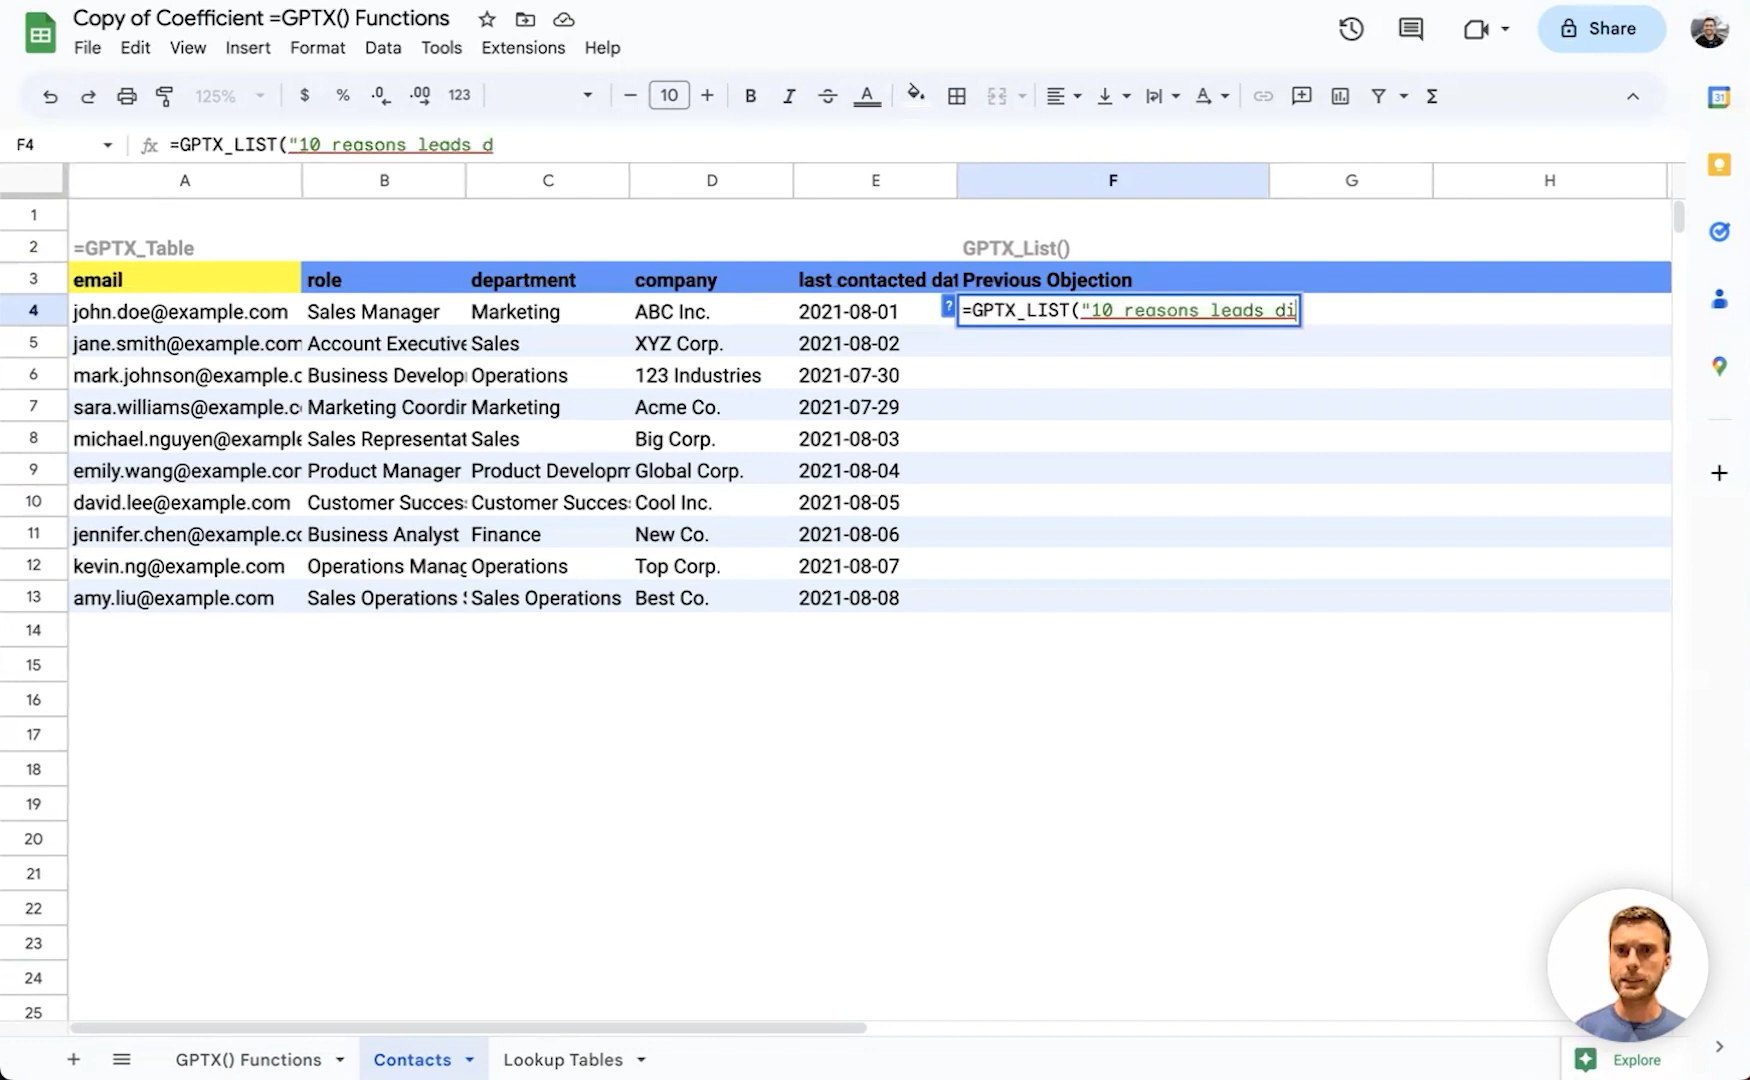 Copy of Coefficient =GPTX() Functions
File Edit View Insert Format Data Tools Extensions Help
Share
125% $ % .0 .00 123 10 B I A Σ
31
F4 fx =GPTX_LIST("10 reasons leads d
A B C D E F G H
1
2 =GPTX_Table GPTX_List()
3 email role department company last contacted dat Previous Objection
4 john.doe@example.com Sales Manager Marketing ABC Inc. 2021-08-01 ? =GPTX_LIST("10 reasons leads di
5 jane.smith@example.com Account Executive Sales XYZ Corp. 2021-08-02
6 mark.johnson@example.c Business Develop Operations 123 Industries 2021-07-30
7 sara.williams@example.c Marketing Coordin Marketing Acme Co. 2021-07-29
8 michael.nguyen@example Sales Representat Sales Big Corp. 2021-08-03
9 emily.wang@example.cor Product Manager Product Developm Global Corp. 2021-08-04
10 david.lee@example.com Customer Succes Customer Succes Cool Inc. 2021-08-05
11 jennifer.chen@example.cc Business Analyst Finance New Co. 2021-08-06
12 kevin.ng@example.com Operations Manag Operations Top Corp. 2021-08-07
13 amy.liu@example.com Sales Operations S Sales Operations Best Co. 2021-08-08
14
15
16
17
18
19
20
21
22
23
24
25
GPTX() Functions Contacts Lookup Tables Explore